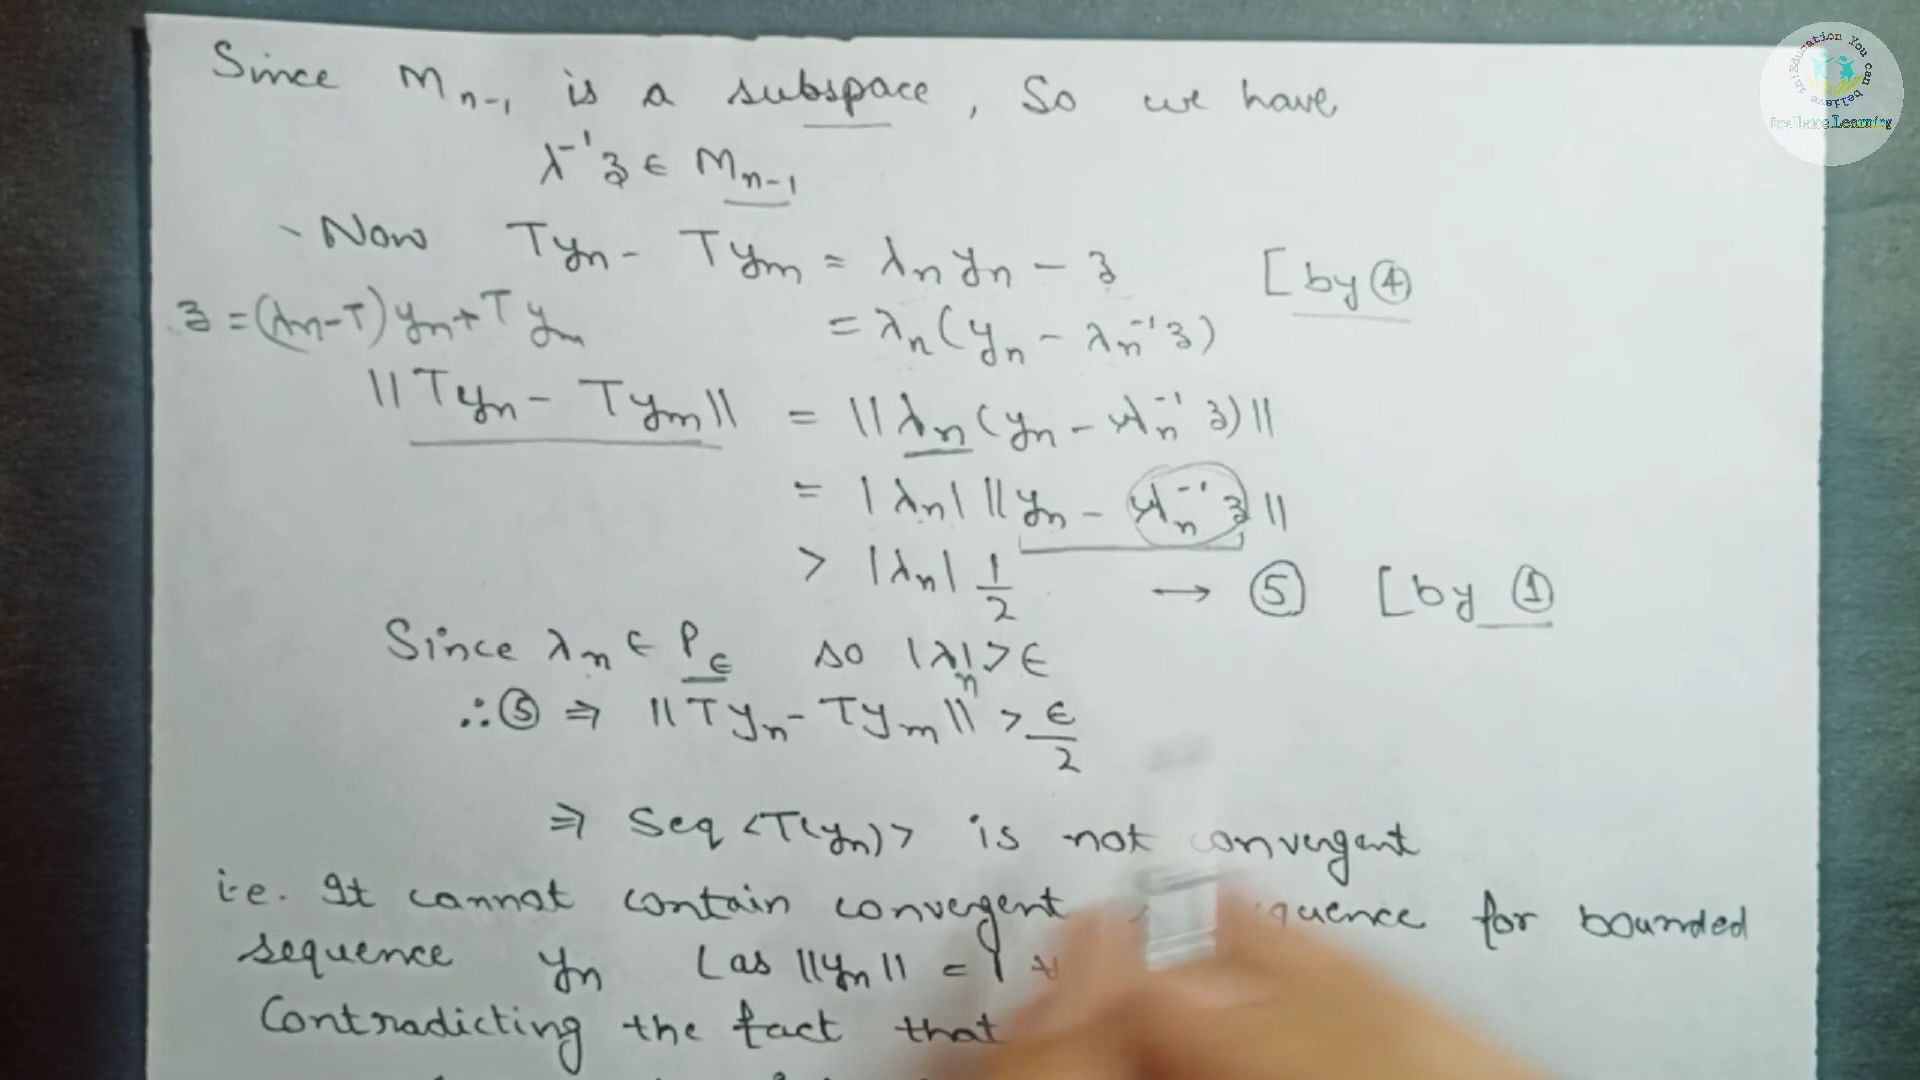 Since M_{n-1} is a subspace, So we have
λ^{-1}z ∈ M_{n-1}
Now Ty_n - Ty_m = λ_n y_n - z [by ④
z = (λ_n - T) y_n + T y_m = λ_n (y_n - λ_n^{-1} z)
||Ty_n - Ty_m|| = ||λ_n (y_n - λ_n^{-1} z)||
= |λ_n| ||y_n - λ_n^{-1} z||
> |λ_n| 1/2 → ⑤ [by ①
Since λ_n ∈ P_ϵ so |λ_n| > ϵ
∴ ⑤ ⇒ ||Ty_n - Ty_m|| > ϵ/2
⇒ Seq <T(y_n)> is not convergent
i.e. It cannot contain convergent for bounded
sequence y_n (as ||y_n|| = 1
Contradicting the fact that
Learning